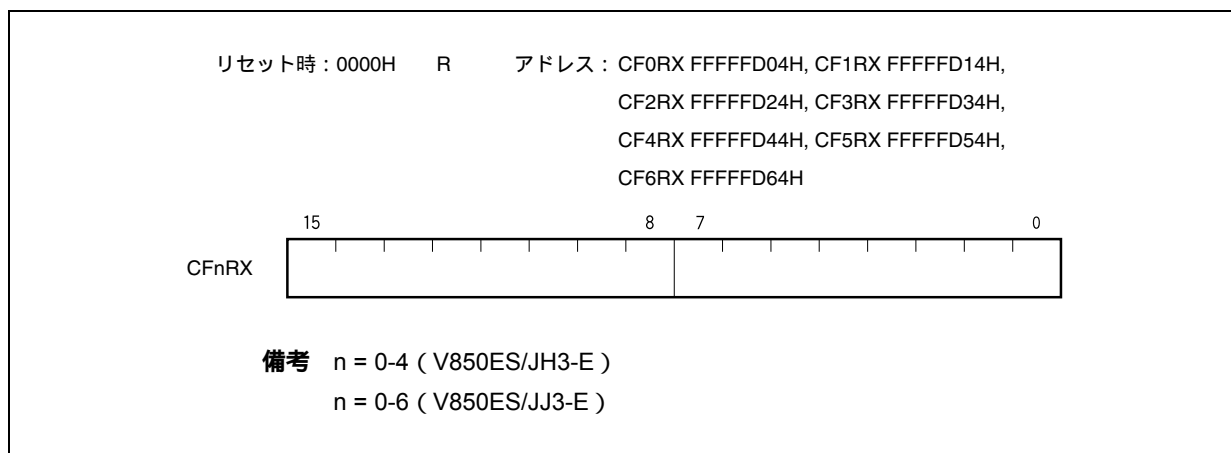 リセット時：0000H R アドレス：CF0RX FFFFFD04H, CF1RX FFFFFD14H,
CF2RX FFFFFD24H, CF3RX FFFFFD34H,
CF4RX FFFFFD44H, CF5RX FFFFFD54H,
CF6RX FFFFFD64H
15 8 7 0
CFnRX
備考 n = 0-4（V850ES/JH3-E）
n = 0-6（V850ES/JJ3-E）